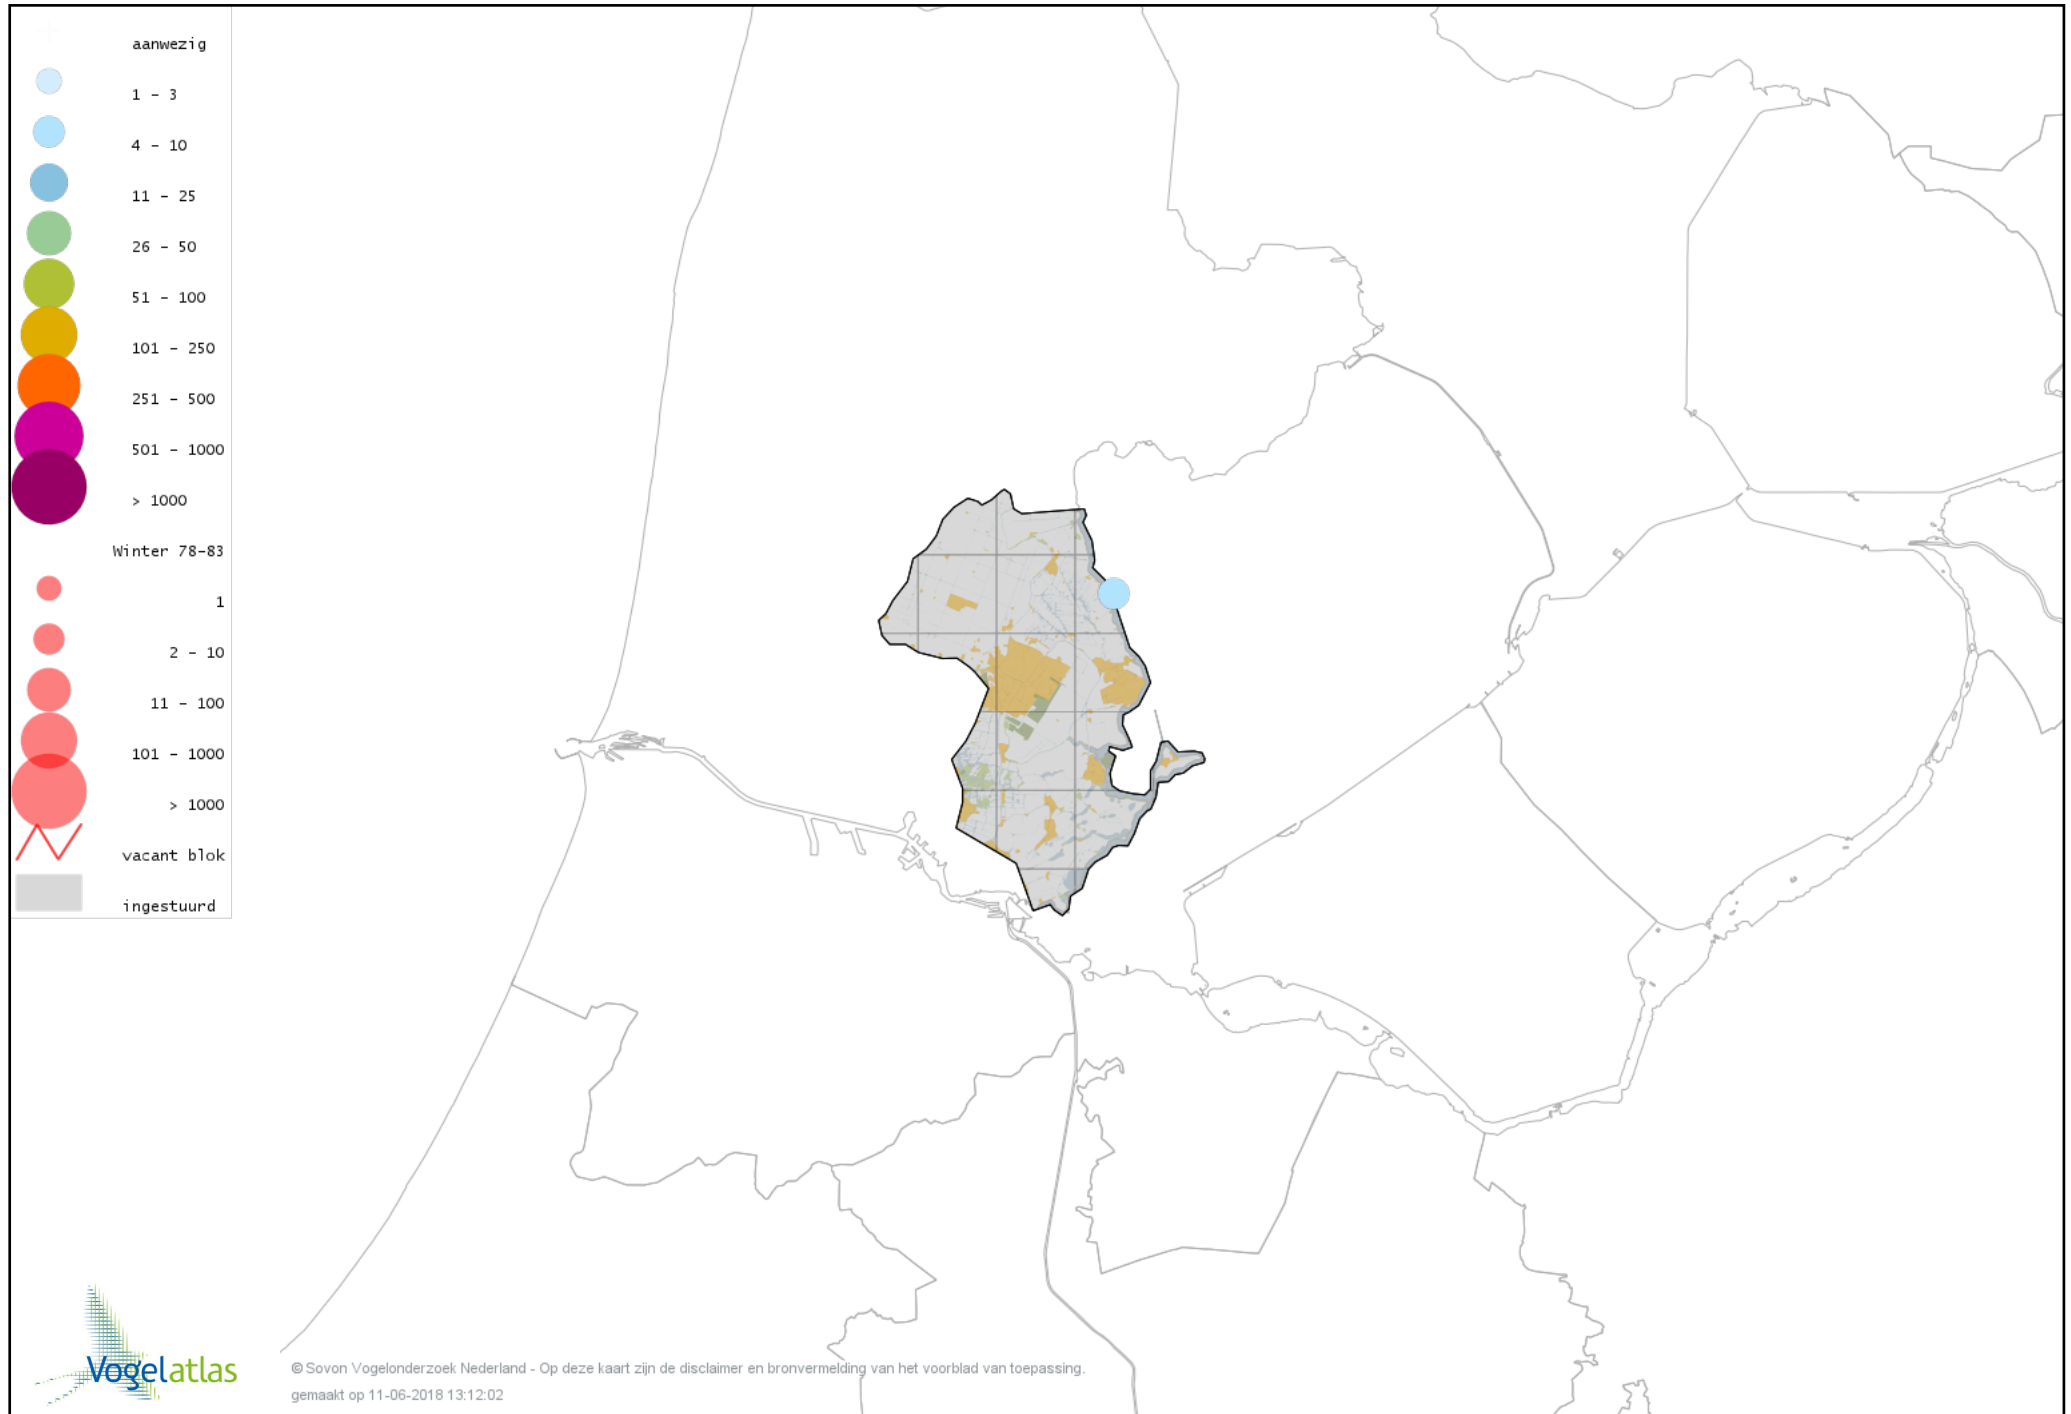 aanwezig
1 - 3
4 - 10
11 - 25
26 - 50
51 - 100
101 - 250
251 - 500
501 - 1000
> 1000
Winter 78-83
1
2 - 10
11 - 100
101 - 1000
> 1000
vacant blok
ingestuurd
Vogelatlas
© Sovon Vogelonderzoek Nederland - Op deze kaart zijn de disclaimer en bronvermelding van het voorblad van toepassing.
gemaakt op 11-06-2018 13:12:02